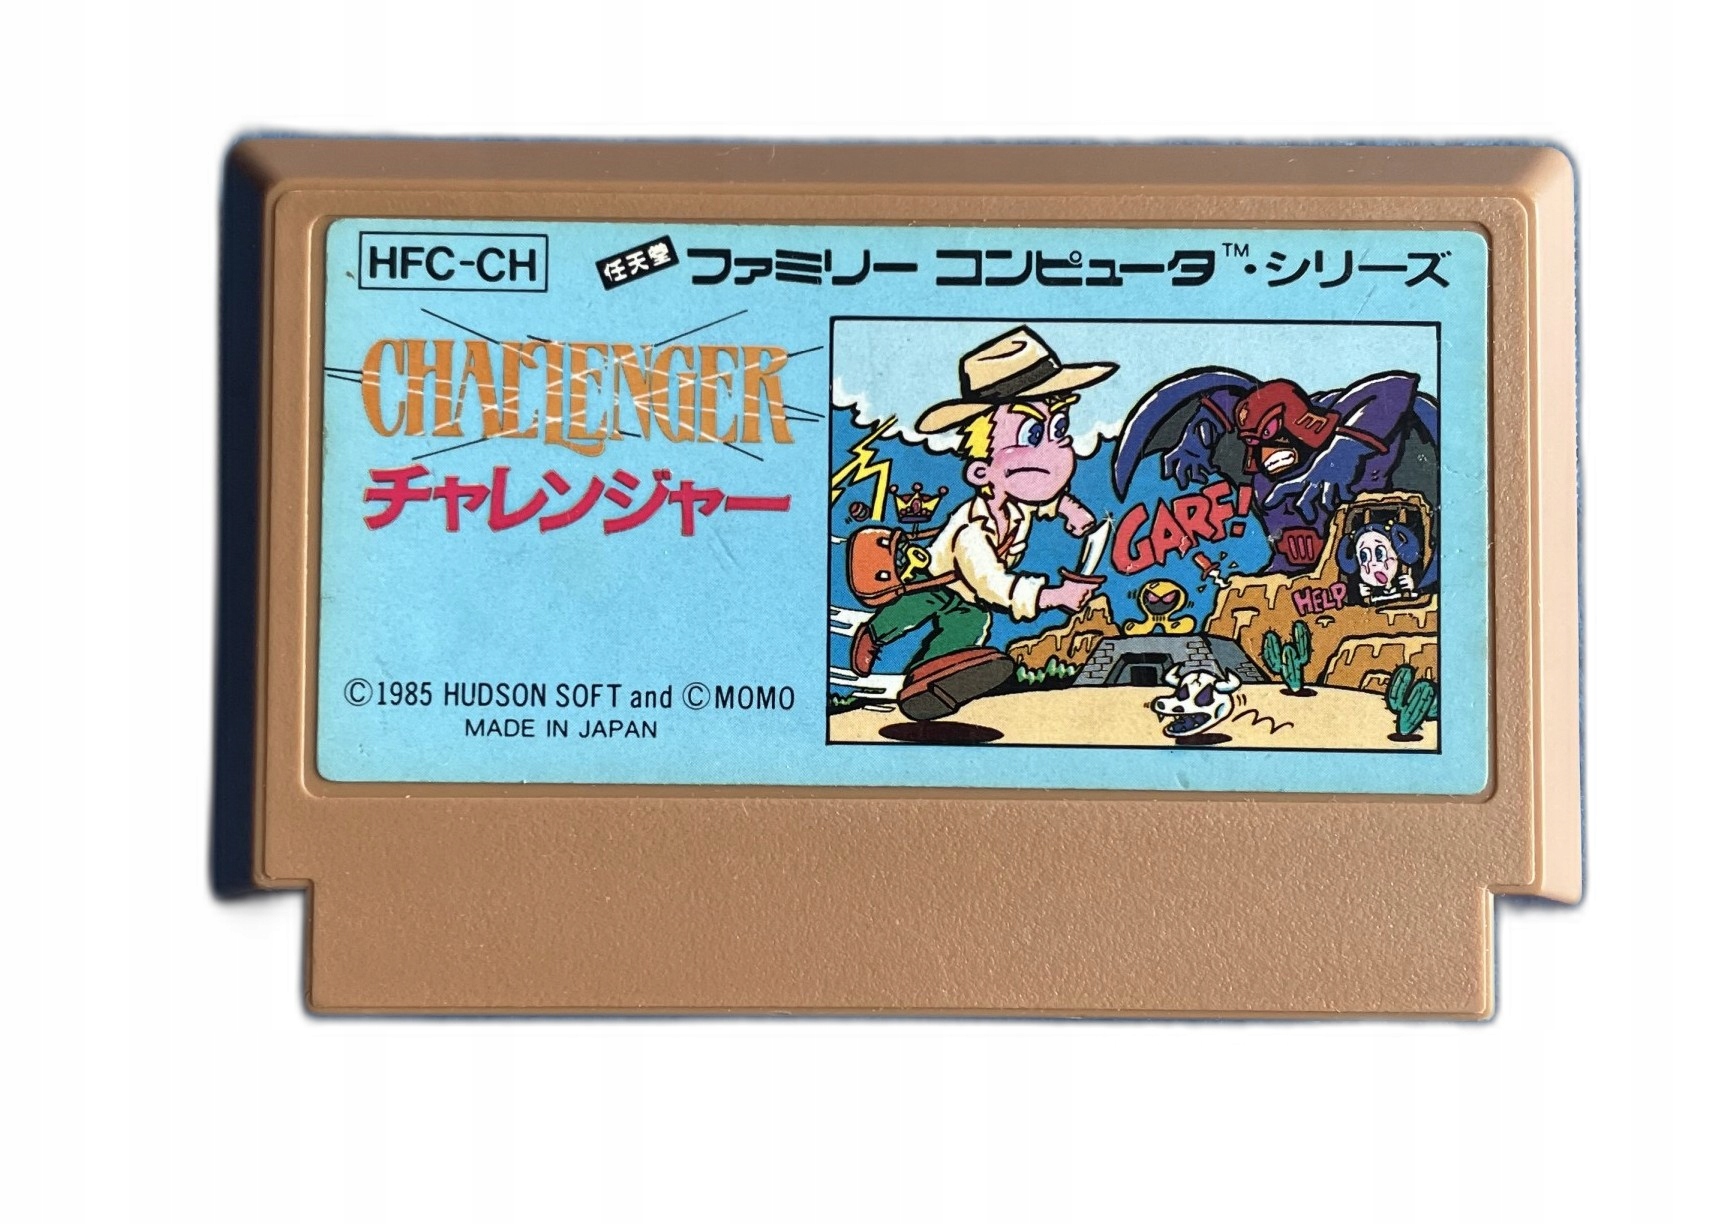 HFC-CH
任天堂 ファミリー コンピュータ™・シリーズ
CHALLENGER
チャレンジャー
GARF!
HELP
©1985 HUDSON SOFT and ©MOMO
MADE IN JAPAN